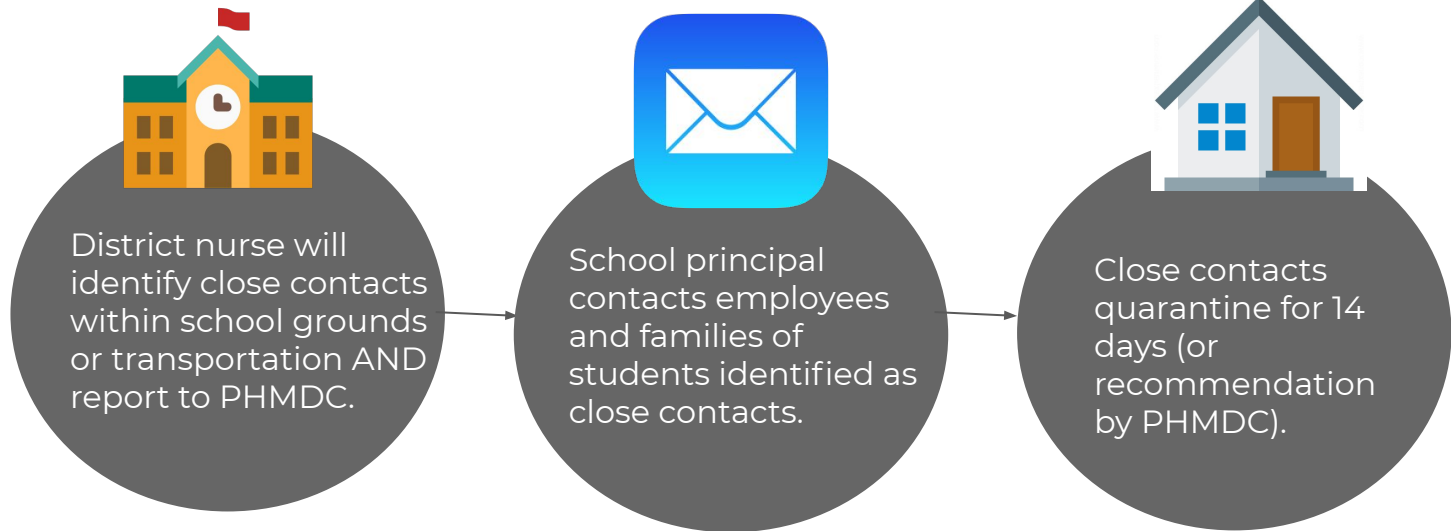 District nurse will
identify close contacts
within school grounds
or transportation AND
report to PHMDC.
School principal
contacts employees
and families of
students identified as
close contacts.
Close contacts
quarantine for 14
days (or
recommendation
by PHMDC).